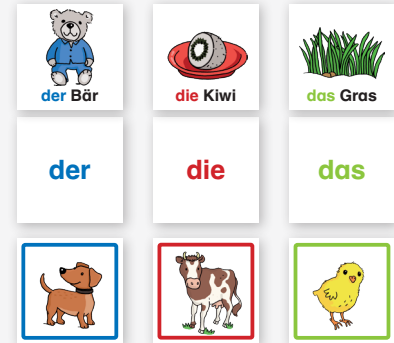 der Bär
die Kiwi
das Gras
der
die
das